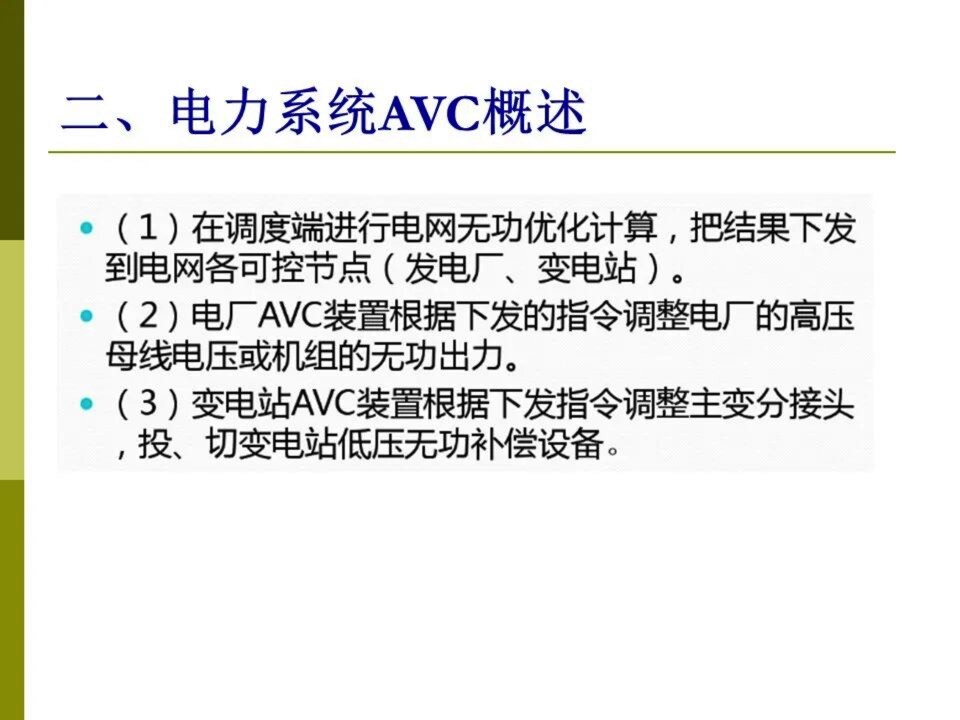 二、电力系统AVC概述
（1）在调度端进行电网无功优化计算，把结果下发
到电网各可控节点（发电厂、变电站）。
（2）电厂AVC装置根据下发的指令调整电厂的高压
母线电压或机组的无功出力。
（3）变电站AVC装置根据下发指令调整主变分接头
，投、切变电站低压无功补偿设备。